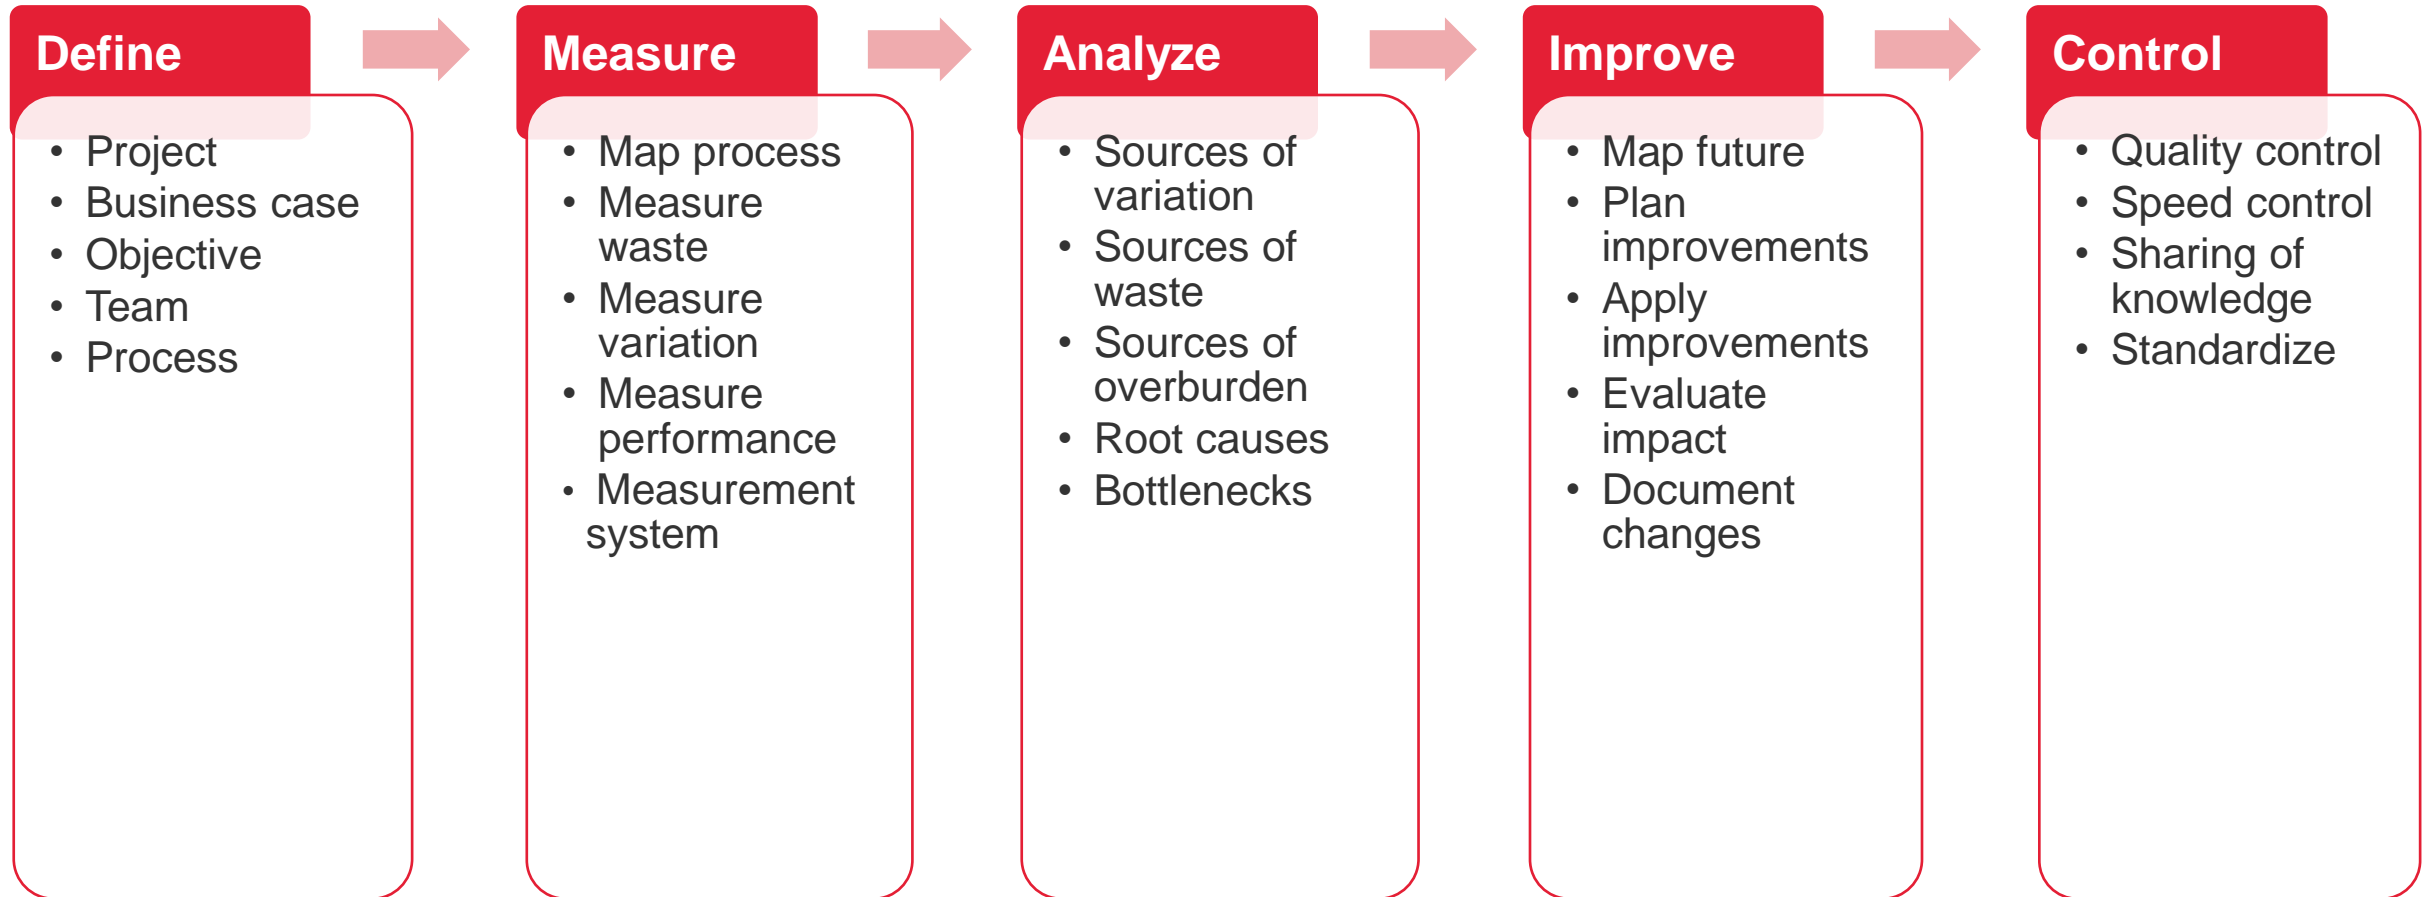 Define
• Project
• Business case
• Objective
• Team
• Process
Measure
• Map process
• Measure
waste
• Measure
variation
• Measure
performance
• Measurement
system
Analyze
• Sources of
variation
• Sources of
waste
• Sources of
overburden
• Root causes
• Bottlenecks
Improve
• Map future
• Plan
improvements
• Apply
improvements
• Evaluate
impact
• Document
changes
Control
• Quality control
• Speed control
• Sharing of
knowledge
• Standardize